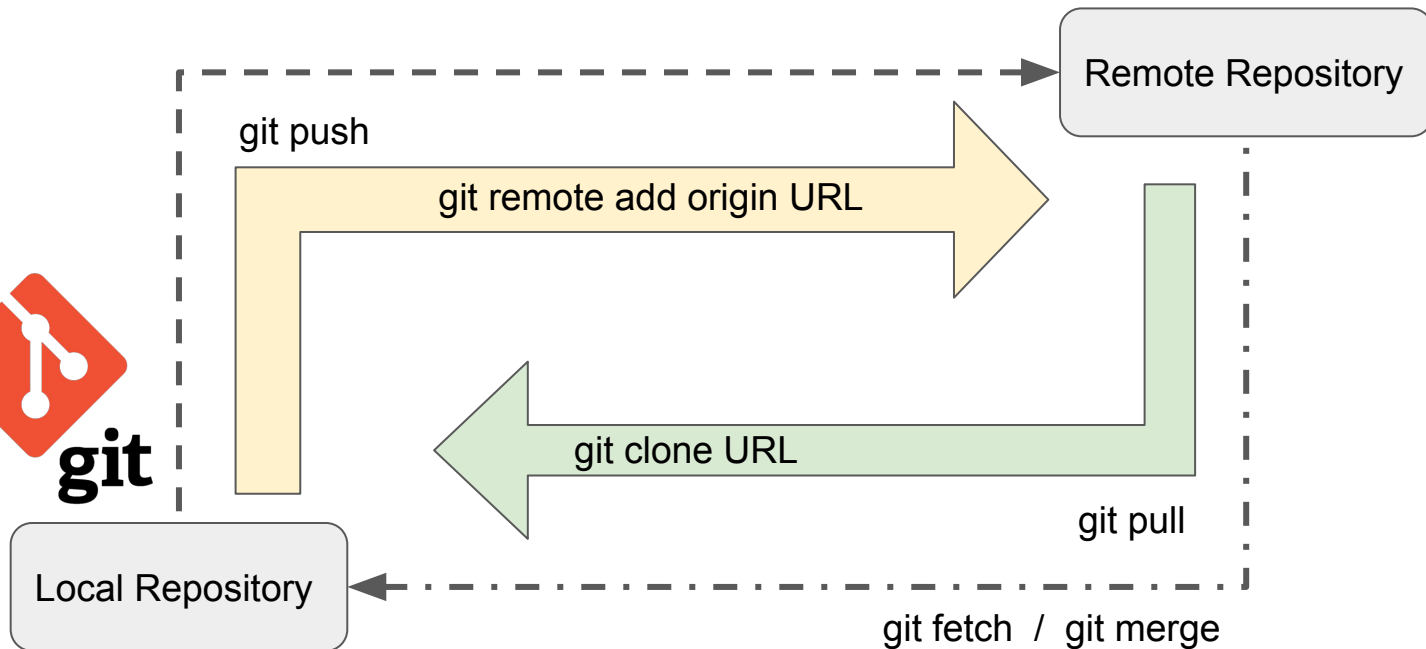 Remote Repository
git push
git remote add origin URL
git
git clone URL
git pull
Local Repository
git fetch / git merge